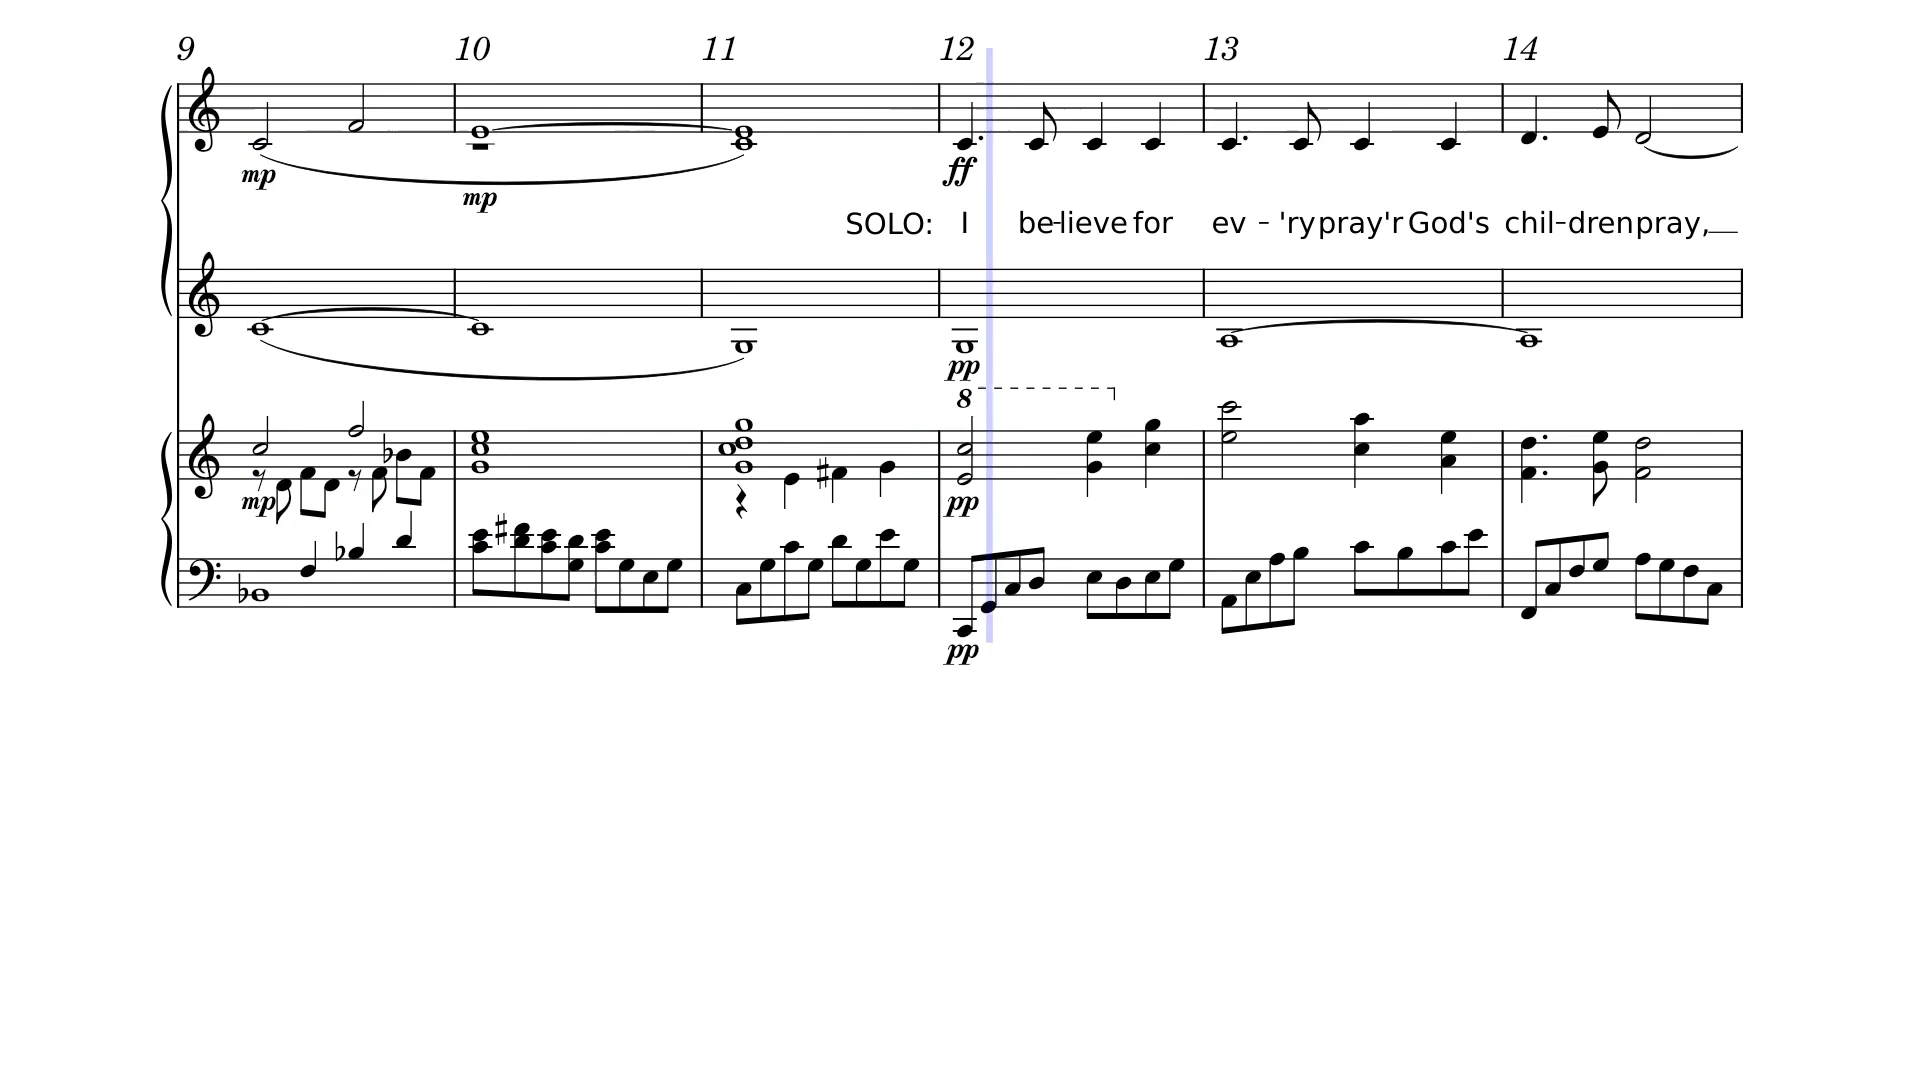 9 10 11 12 13 14
mp mp ff
SOLO: I be-lieve for ev - 'ry pray'r God's chil-dren pray,
pp
8
mp pp
pp